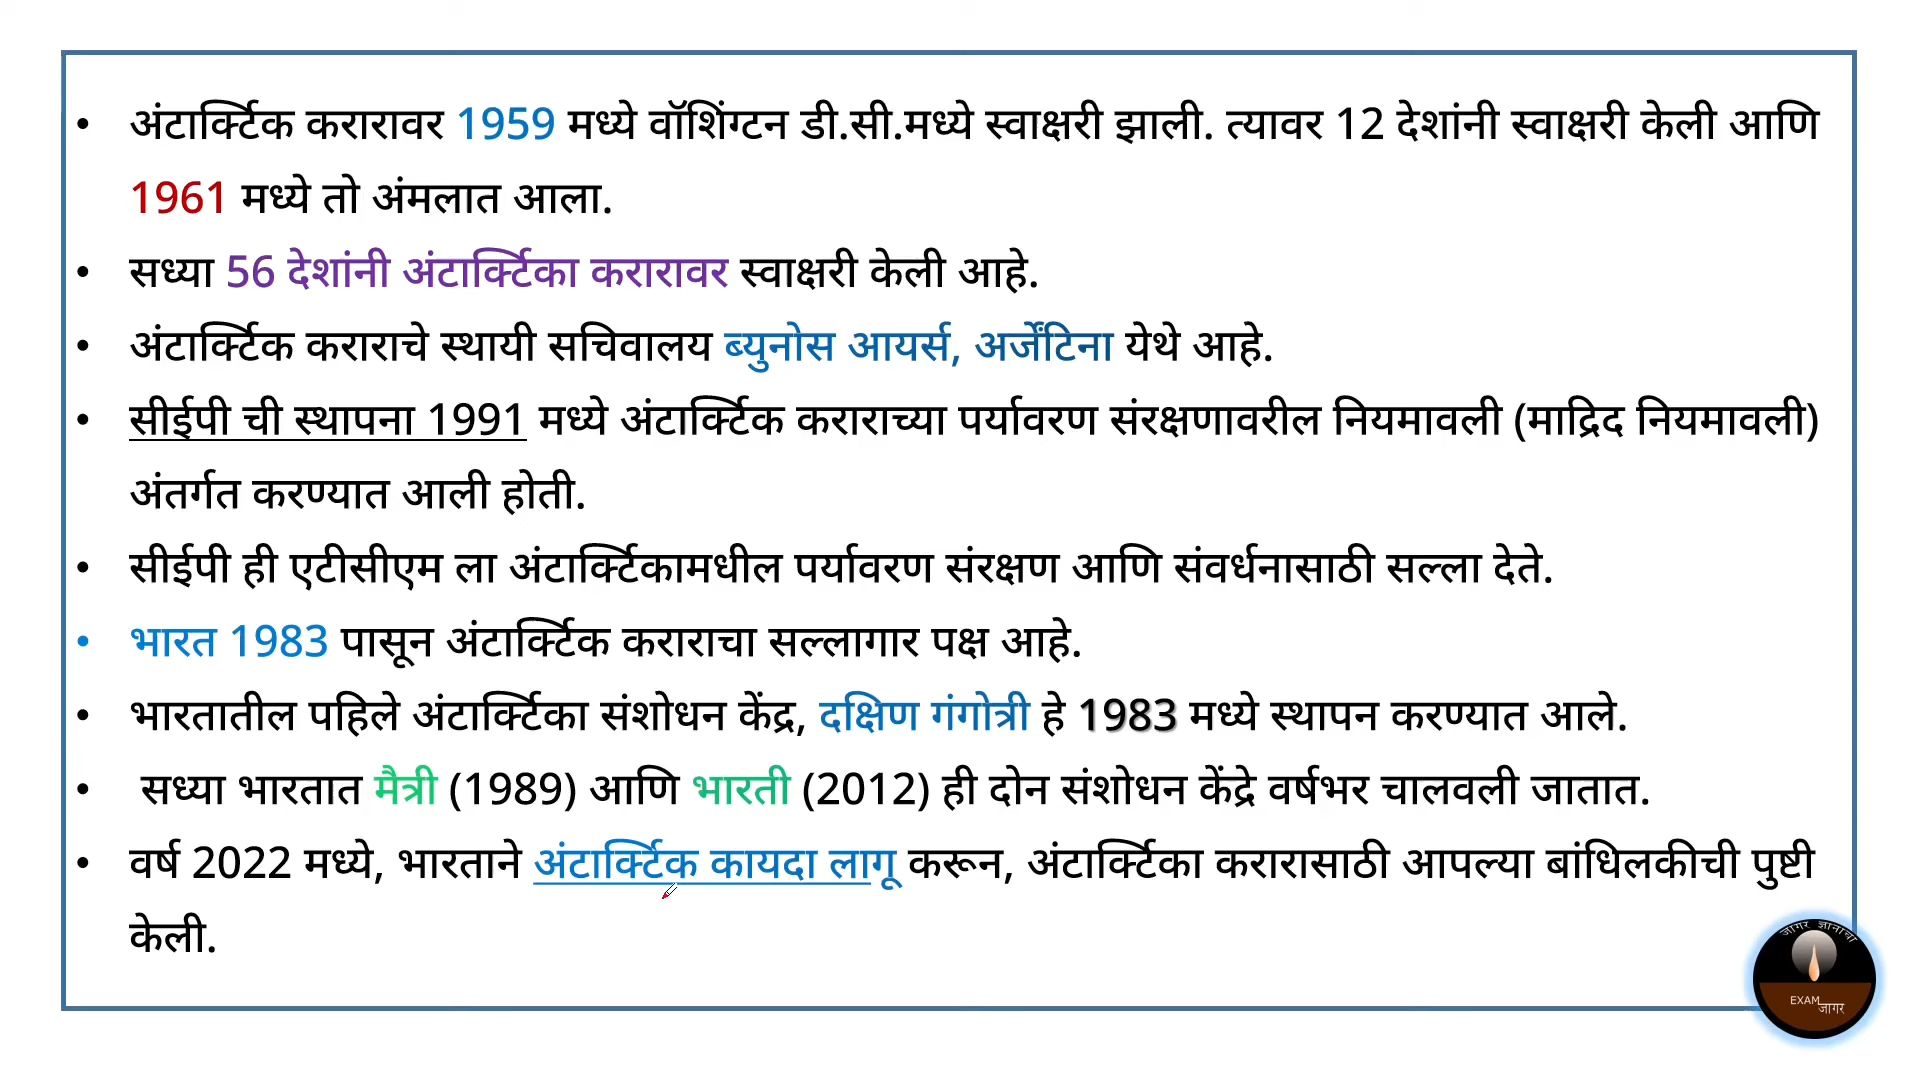 • अंटार्क्टिक करारावर 1959 मध्ये वॉशिंग्टन डी.सी.मध्ये स्वाक्षरी झाली. त्यावर 12 देशांनी स्वाक्षरी केली आणि
1961 मध्ये तो अंमलात आला.
• सध्या 56 देशांनी अंटार्क्टिका करारावर स्वाक्षरी केली आहे.
• अंटार्क्टिक कराराचे स्थायी सचिवालय ब्युनोस आयर्स, अर्जेंटिना येथे आहे.
• सीईपी ची स्थापना 1991 मध्ये अंटार्क्टिक कराराच्या पर्यावरण संरक्षणावरील नियमावली (माद्रिद नियमावली)
अंतर्गत करण्यात आली होती.
• सीईपी ही एटीसीएम ला अंटार्क्टिकामधील पर्यावरण संरक्षण आणि संवर्धनासाठी सल्ला देते.
• भारत 1983 पासून अंटार्क्टिक कराराचा सल्लागार पक्ष आहे.
• भारतातील पहिले अंटार्क्टिका संशोधन केंद्र, दक्षिण गंगोत्री हे 1983 मध्ये स्थापन करण्यात आले.
• सध्या भारतात मैत्री (1989) आणि भारती (2012) ही दोन संशोधन केंद्रे वर्षभर चालवली जातात.
• वर्ष 2022 मध्ये, भारताने अंटार्क्टिक कायदा लागू करून, अंटार्क्टिका करारासाठी आपल्या बांधिलकीची पुष्टी
केली.
जागर ज्ञानाचा
EXAM
जागर